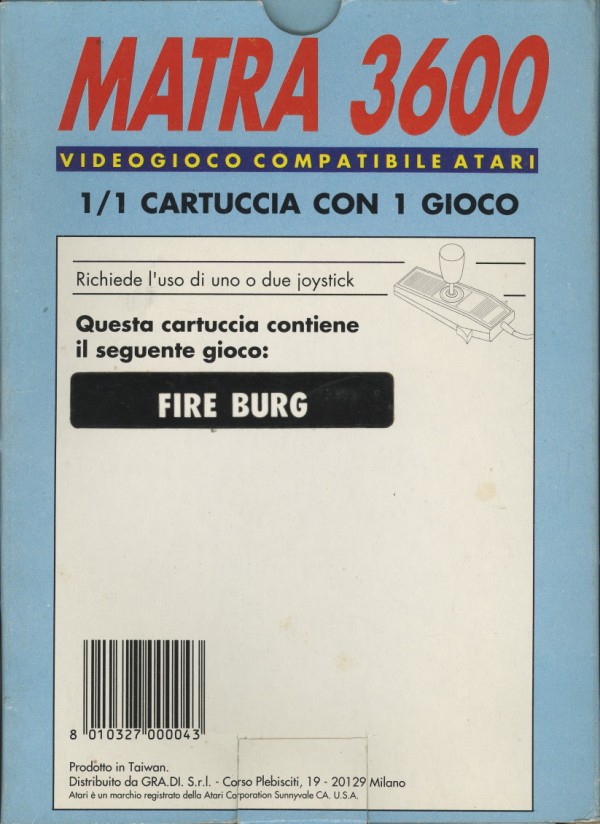 MATRA 3600
VIDEOGIOCO COMPATIBILE ATARI
1/1 CARTUCCIA CON 1 GIOCO
Richiede l'uso di uno o due joystick
Questa cartuccia contiene
il seguente gioco:
FIRE BURG
8 010327 000043
Prodotto in Taiwan.
Distribuito da GRA.DI. S.r.l. - Corso Plebisciti, 19 - 20129 Milano
Atari è un marchio registrato della Atari Corporation Sunnyvale CA. U.S.A.